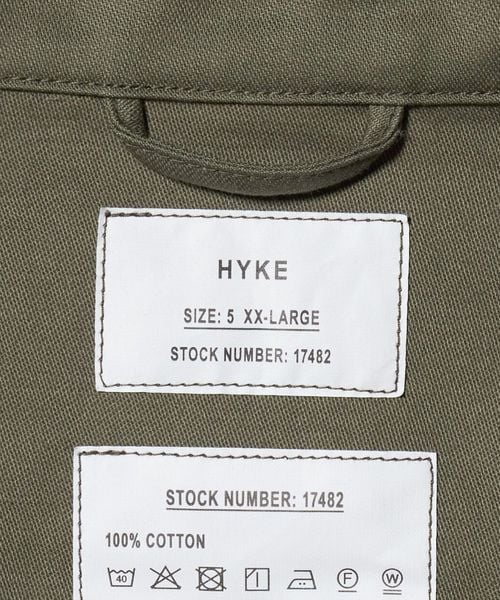 HYKE
SIZE: 5 XX-LARGE
STOCK NUMBER: 17482
STOCK NUMBER: 17482
100% COTTON
40
F W